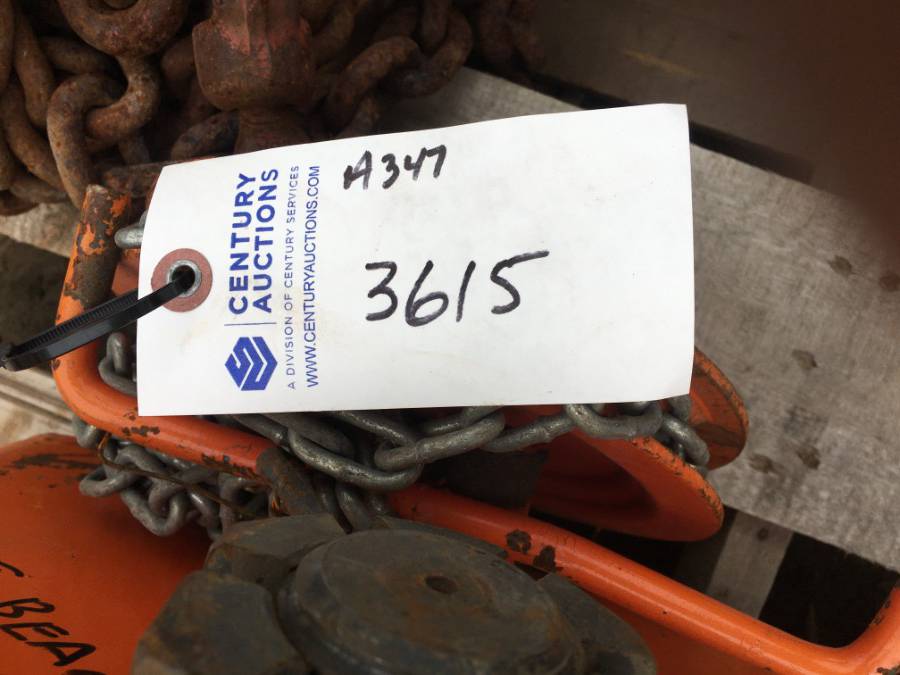 A347
3615
CENTURY
AUCTIONS
A DIVISION OF CENTURY SERVICES
WWW.CENTURYAUCTIONS.COM